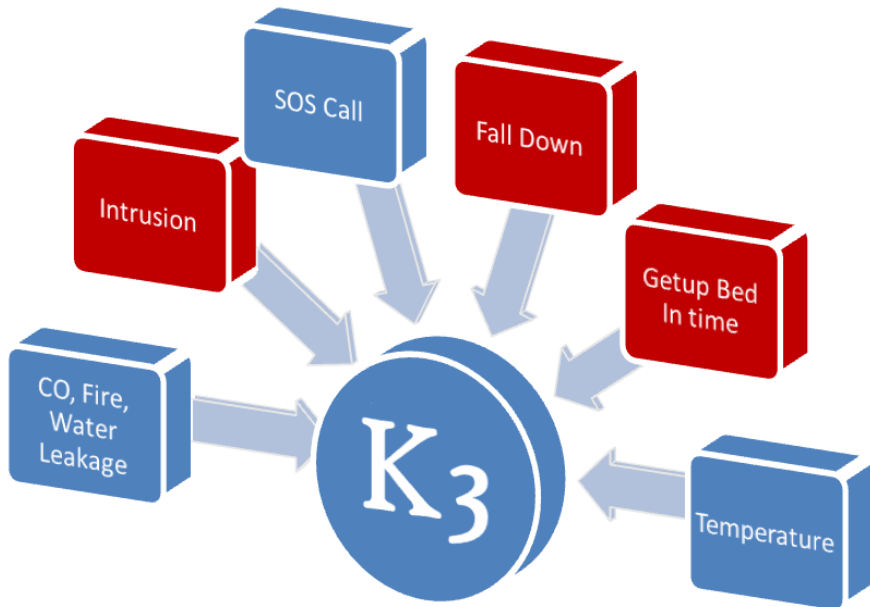 SOS Call
Fall Down
Intrusion
Getup Bed
In time
CO, Fire,
Water
Leakage
K3
Temperature